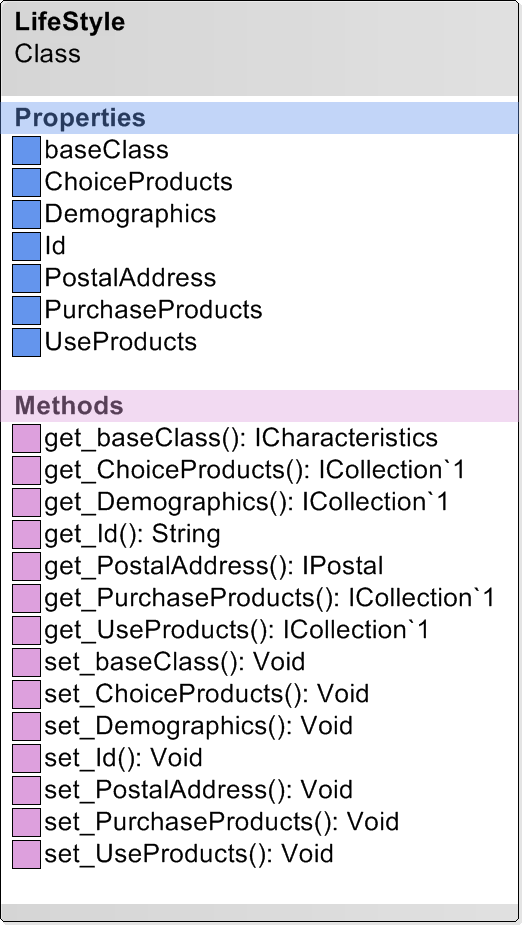 LifeStyle
Class
Properties
baseClass
ChoiceProducts
Demographics
Id
PostalAddress
PurchaseProducts
UseProducts
Methods
get_baseClass(): ICharacteristics
get_ChoiceProducts(): ICollection`1
get_Demographics(): ICollection`1
get_Id(): String
get_PostalAddress(): IPostal
get_PurchaseProducts(): ICollection`1
get_UseProducts(): ICollection`1
set_baseClass(): Void
set_ChoiceProducts(): Void
set_Demographics(): Void
set_Id(): Void
set_PostalAddress(): Void
set_PurchaseProducts(): Void
set_UseProducts(): Void